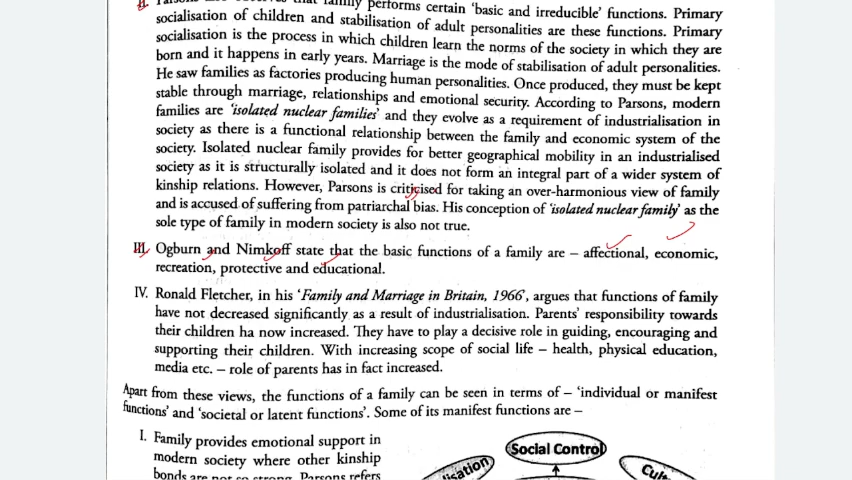 II. Parsons also observes that family performs certain 'basic and irreducible' functions. Primary
socialisation of children and stabilisation of adult personalities are these functions. Primary
socialisation is the process in which children learn the norms of the society in which they are
born and it happens in early years. Marriage is the mode of stabilisation of adult personalities.
He saw families as factories producing human personalities. Once produced, they must be kept
stable through marriage, relationships and emotional security. According to Parsons, modern
families are 'isolated nuclear families' and they evolve as a requirement of industrialisation in
society as there is a functional relationship between the family and economic system of the
society. Isolated nuclear family provides for better geographical mobility in an industrialised
society as it is structurally isolated and it does not form an integral part of a wider system of
kinship relations. However, Parsons is criticised for taking an over-harmonious view of family
and is accused of suffering from patriarchal bias. His conception of 'isolated nuclear family' as the
sole type of family in modern society is also not true.
III. Ogburn and Nimkoff state that the basic functions of a family are – affectional, economic,
recreation, protective and educational.
IV. Ronald Fletcher, in his 'Family and Marriage in Britain, 1966', argues that functions of family
have not decreased significantly as a result of industrialisation. Parents' responsibility towards
their children ha now increased. They have to play a decisive role in guiding, encouraging and
supporting their children. With increasing scope of social life – health, physical education,
media etc. – role of parents has in fact increased.
Apart from these views, the functions of a family can be seen in terms of – 'individual or manifest
functions' and 'societal or latent functions'. Some of its manifest functions are –
I. Family provides emotional support in
modern society where other kinship
bonds are not so strong. Parsons refers
Social Control
lisation
Cult